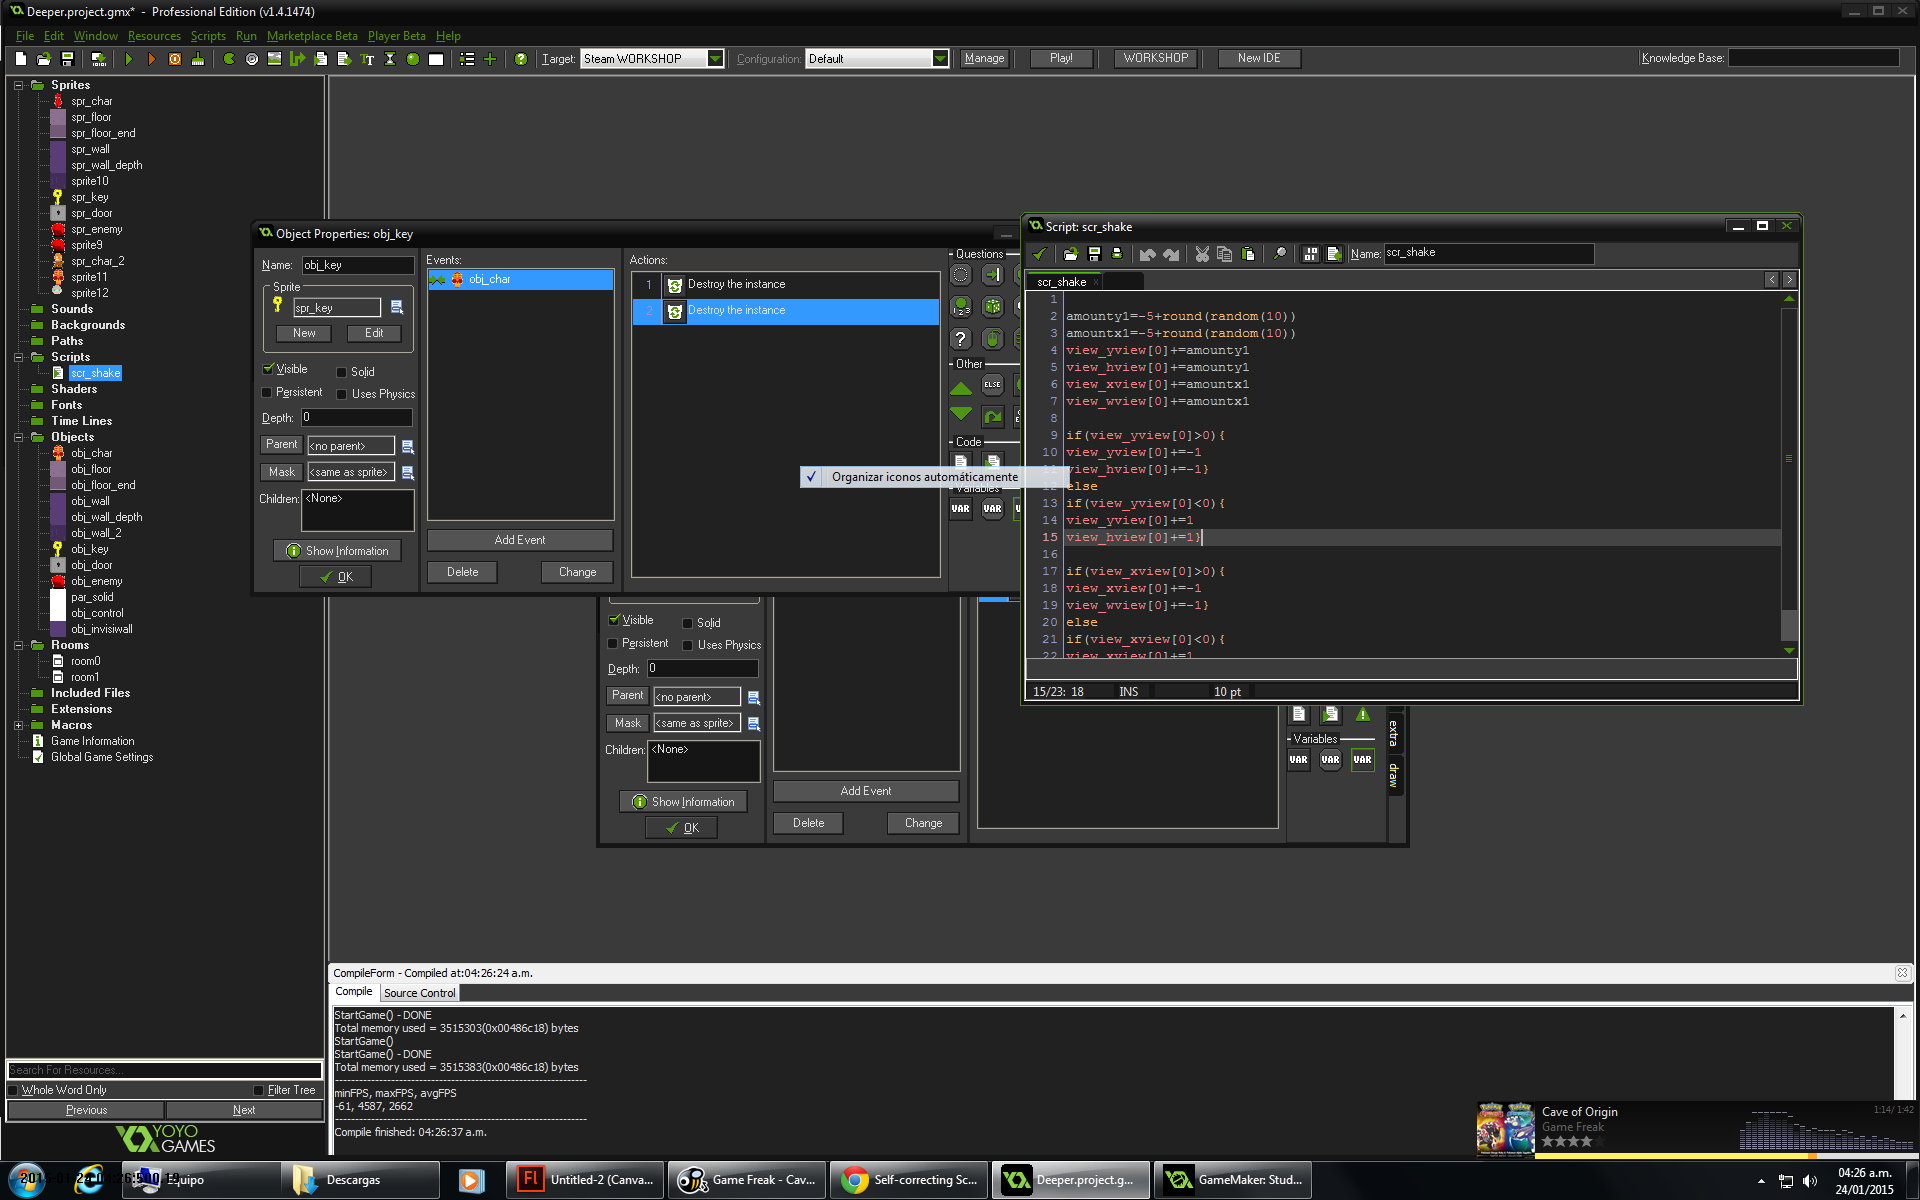 Deeper.project.gmx*  -  Professional Edition (v1.4.1474)
File Edit Window Resources Scripts Run Marketplace Beta Player Beta Help
Target: Steam WORKSHOP Configuration: Default Manage Play! WORKSHOP New IDE Knowledge Base:
Sprites
spr_char
spr_floor
spr_floor_end
spr_wall
spr_wall_depth
sprite10
spr_key
spr_door
spr_enemy
sprite9
spr_char_2
sprite11
sprite12
Sounds
Backgrounds
Paths
Scripts
scr_shake
Shaders
Fonts
Time Lines
Objects
obj_char
obj_floor
obj_floor_end
obj_wall
obj_wall_depth
obj_wall_2
obj_key
obj_door
obj_enemy
par_solid
obj_control
obj_invisiwall
Rooms
room0
room1
Included Files
Extensions
Macros
Game Information
Global Game Settings
Search For Resources...
Whole Word Only Filter Tree
Previous Next
YOYO
GAMES
Object Properties: obj_key
Name: obj_key
Sprite
spr_key
New Edit
Visible Solid
Persistent Uses Physics
Depth: 0
Parent <no parent>
Mask <same as sprite>
Children: <None>
Show Information
OK
Events:
obj_char
Add Event
Delete Change
Actions:
1 Destroy the instance
2 Destroy the instance
Questions
Other
ELSE
Code
Variables
VAR VAR
Organizar iconos automáticamente
Visible Solid
Persistent Uses Physics
Depth: 0
Parent <no parent>
Mask <same as sprite>
Children: <None>
Show Information
OK
Add Event
Delete Change
Variables
VAR VAR VAR
extra
draw
Script: scr_shake
Name: scr_shake
scr_shake
1
2 amounty1=-5+round(random(10))
3 amountx1=-5+round(random(10))
4 view_yview[0]+=amounty1
5 view_hview[0]+=amounty1
6 view_xview[0]+=amountx1
7 view_wview[0]+=amountx1
8
9 if(view_yview[0]>0){
10 view_yview[0]+=-1
11 view_hview[0]+=-1}
12 else
13 if(view_yview[0]<0){
14 view_yview[0]+=1
15 view_hview[0]+=1}
16
17 if(view_xview[0]>0){
18 view_xview[0]+=-1
19 view_wview[0]+=-1}
20 else
21 if(view_xview[0]<0){
22 view_xview[0]+=1
15/23: 18 INS 10 pt
CompileForm - Compiled at:04:26:24 a.m.
Compile Source Control
StartGame() - DONE
Total memory used = 3515303(0x00486c18) bytes
StartGame()
StartGame() - DONE
Total memory used = 3515383(0x00486c18) bytes
minFPS, maxFPS, avgFPS
-61, 4587, 2662
Compile finished: 04:26:37 a.m.
Cave of Origin 1:14/ 1:42
Game Freak
Equipo
Descargas
Untitled-2 (Canva...
Game Freak - Cav...
Self-correcting Sc...
Deeper.project.g...
GameMaker: Stud...
04:26 a.m.
24/01/2015